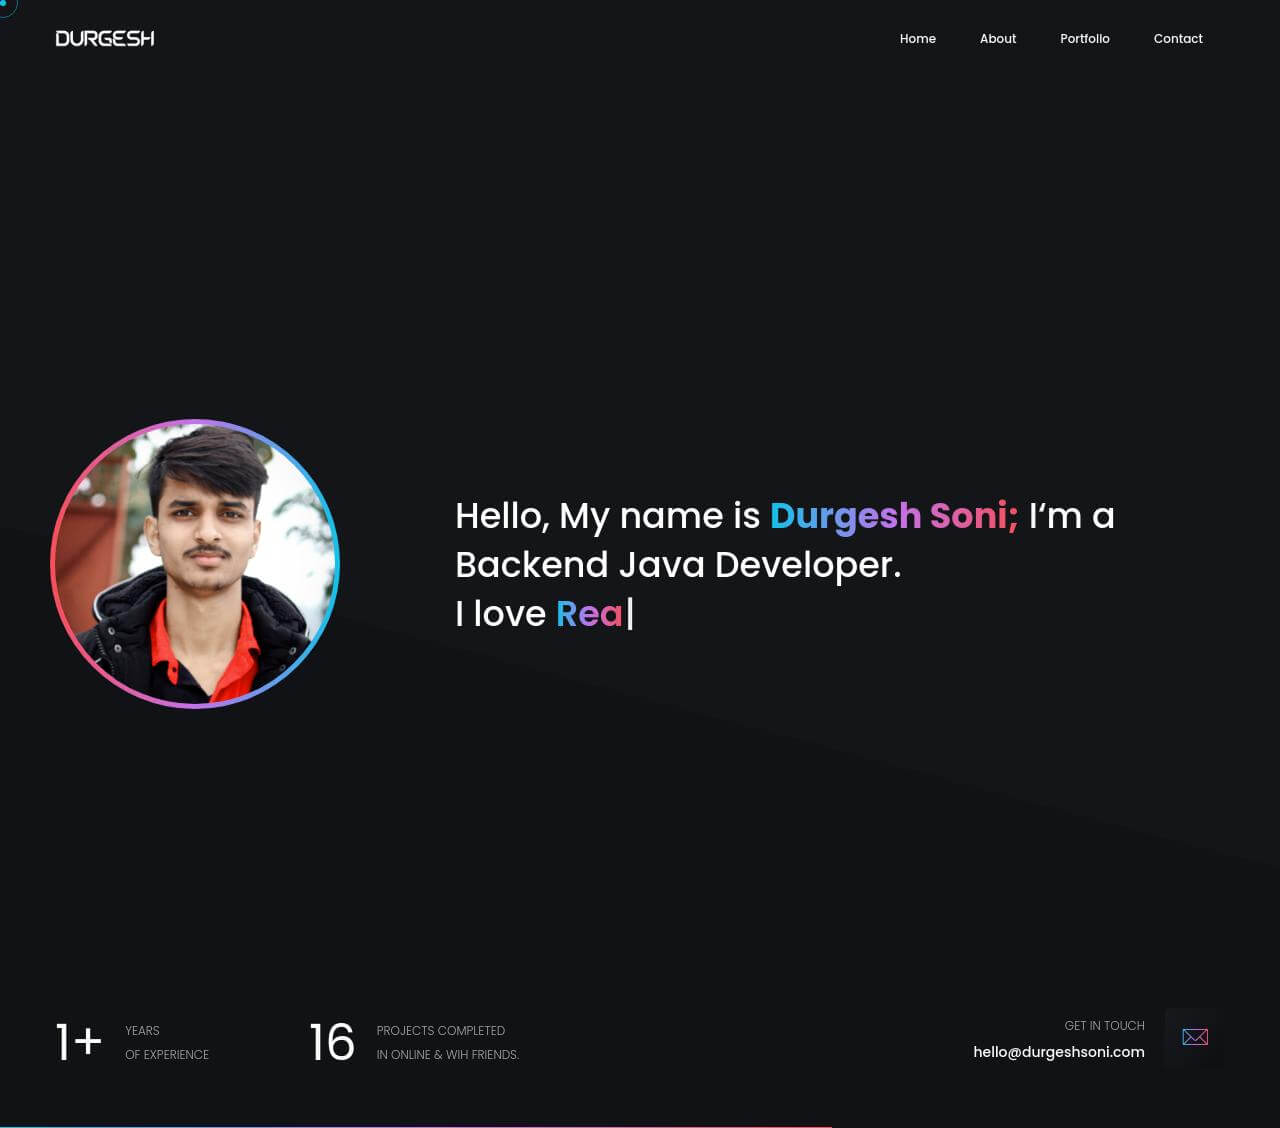 DURGESH
Home About Portfolio Contact
Hello, My name is Durgesh Soni; I‘m a
Backend Java Developer.
I love Rea|
1+
YEARS
OF EXPERIENCE
16
PROJECTS COMPLETED
IN ONLINE & WIH FRIENDS.
GET IN TOUCH
hello@durgeshsoni.com